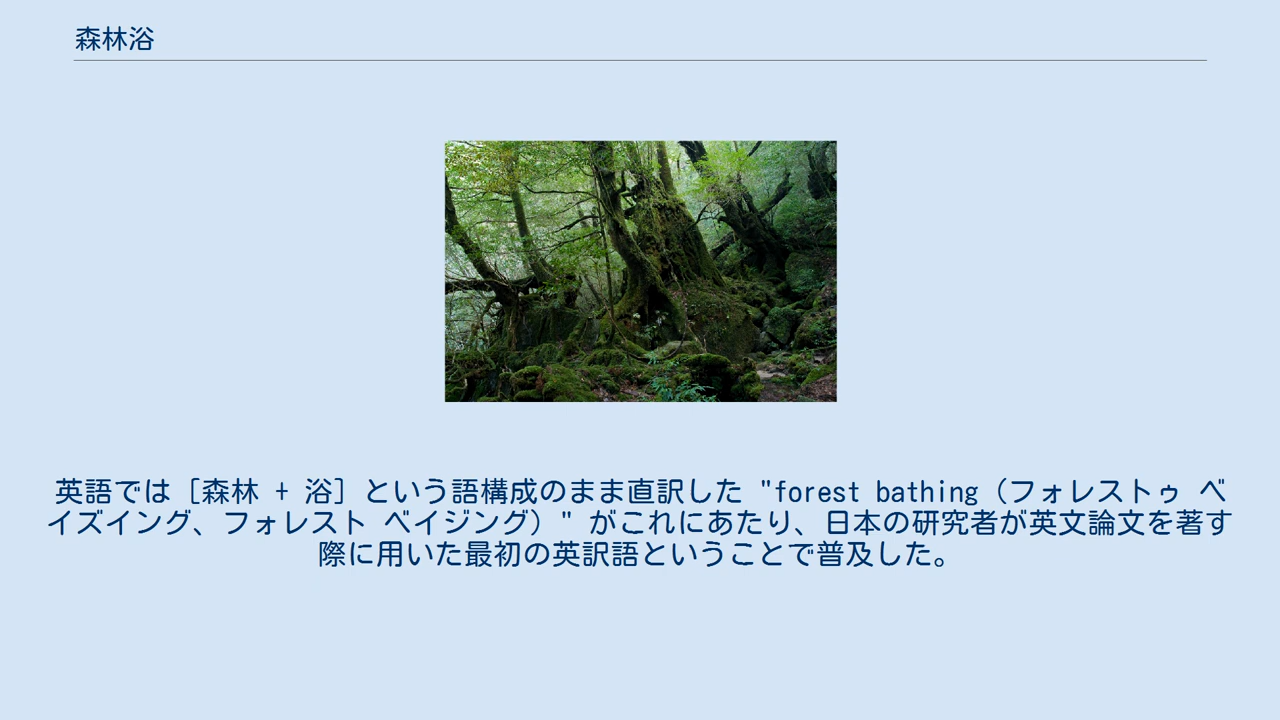 森林浴
英語では［森林 + 浴］という語構成のまま直訳した "forest bathing（フォレストゥ ベ
イズイング、フォレスト ベイジング）" がこれにあたり、日本の研究者が英文論文を著す
際に用いた最初の英訳語ということで普及した。